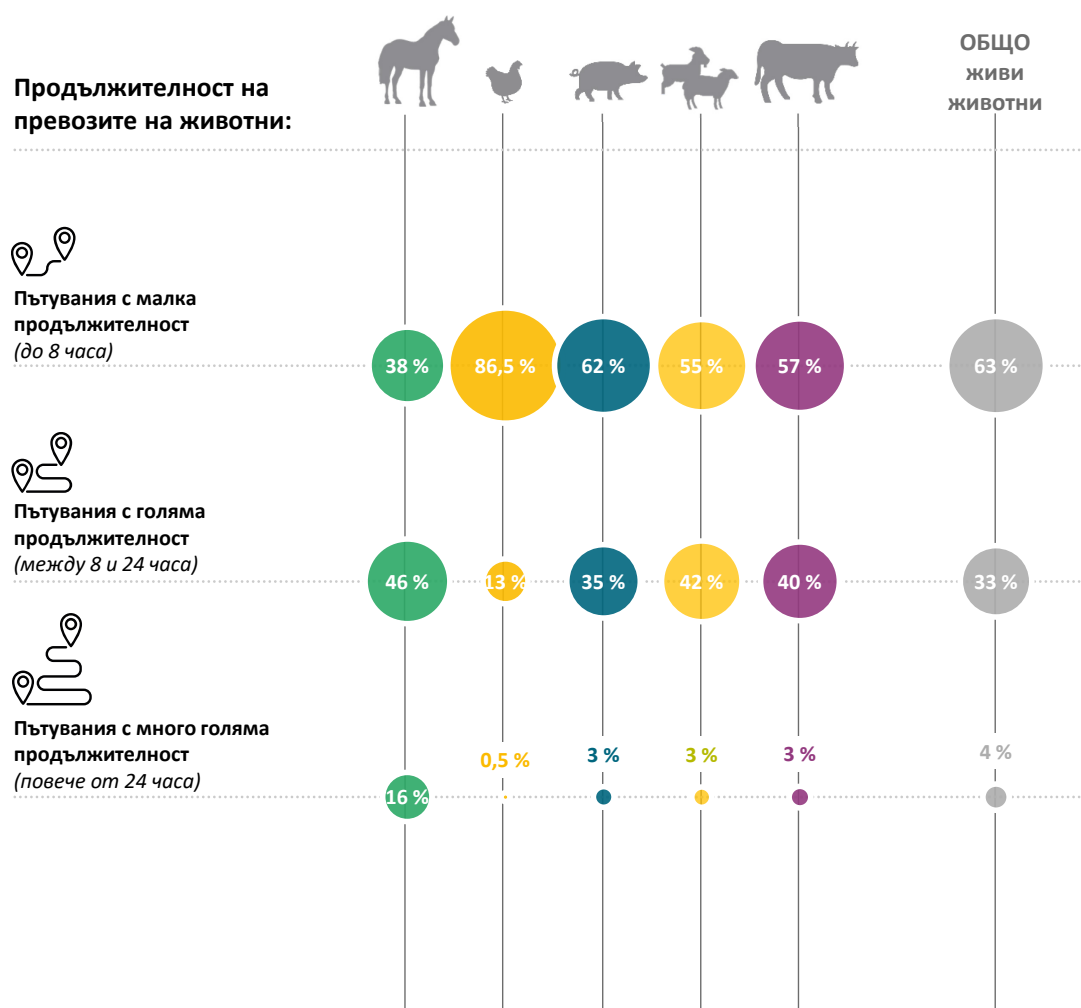 ОБЩО
живи
животни
Продължителност на
превозите на животни:
Пътувания с малка
продължителност
(до 8 часа)
38 %
86,5 %
62 %
55 %
57 %
63 %
Пътувания с голяма
продължителност
(между 8 и 24 часа)
46 %
13 %
35 %
42 %
40 %
33 %
Пътувания с много голяма
продължителност
(повече от 24 часа)
16 %
0,5 %
3 %
3 %
3 %
4 %